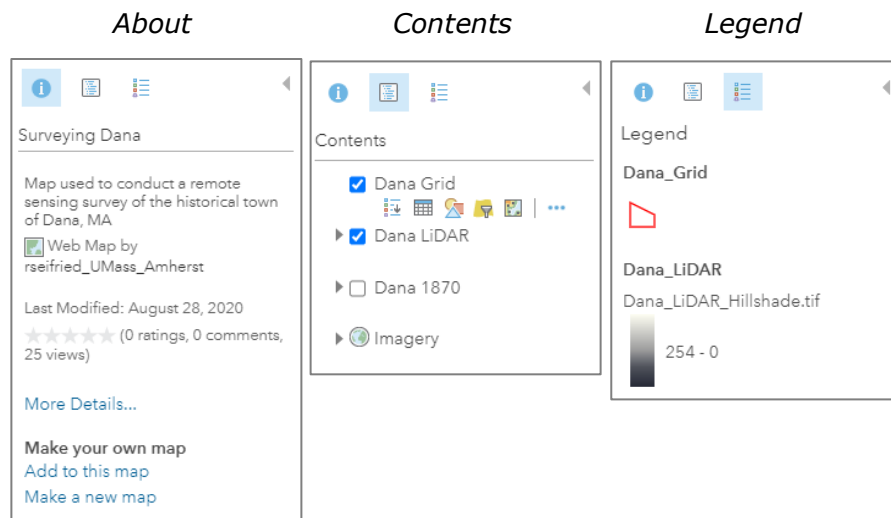 About
Contents
Legend
Surveying Dana
Map used to conduct a remote
sensing survey of the historical town
of Dana, MA
Web Map by
rseifried_UMass_Amherst
Last Modified: August 28, 2020
(0 ratings, 0 comments,
25 views)
More Details...
Make your own map
Add to this map
Make a new map
Contents
Dana Grid
Dana LiDAR
Dana 1870
Imagery
Legend
Dana_Grid
Dana_LiDAR
Dana_LiDAR_Hillshade.tif
254 - 0